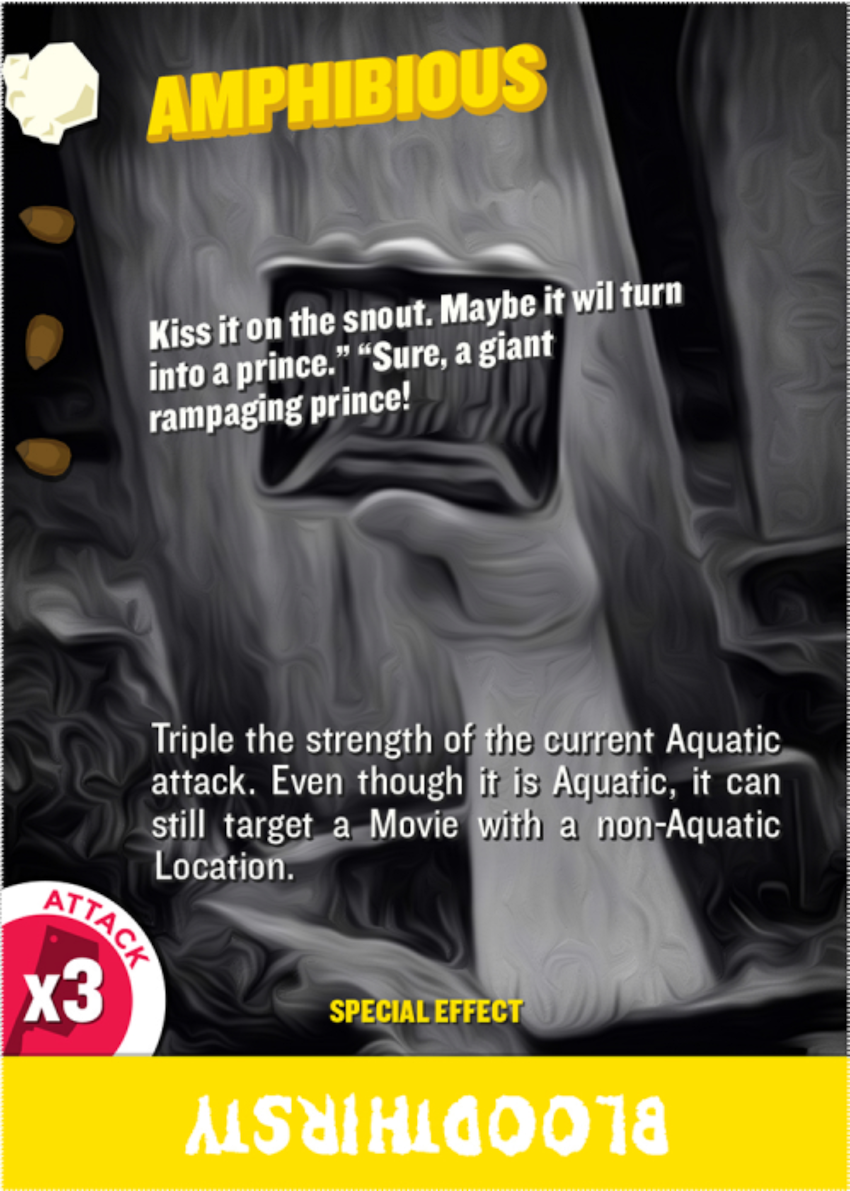 AMPHIBIOUS
Kiss it on the snout. Maybe it wil turn
into a prince.” “Sure, a giant
rampaging prince!
Triple the strength of the current Aquatic
attack. Even though it is Aquatic, it can
still target a Movie with a non-Aquatic
Location.
ATTACK
x3
SPECIAL EFFECT
BLOODTHIRSTY